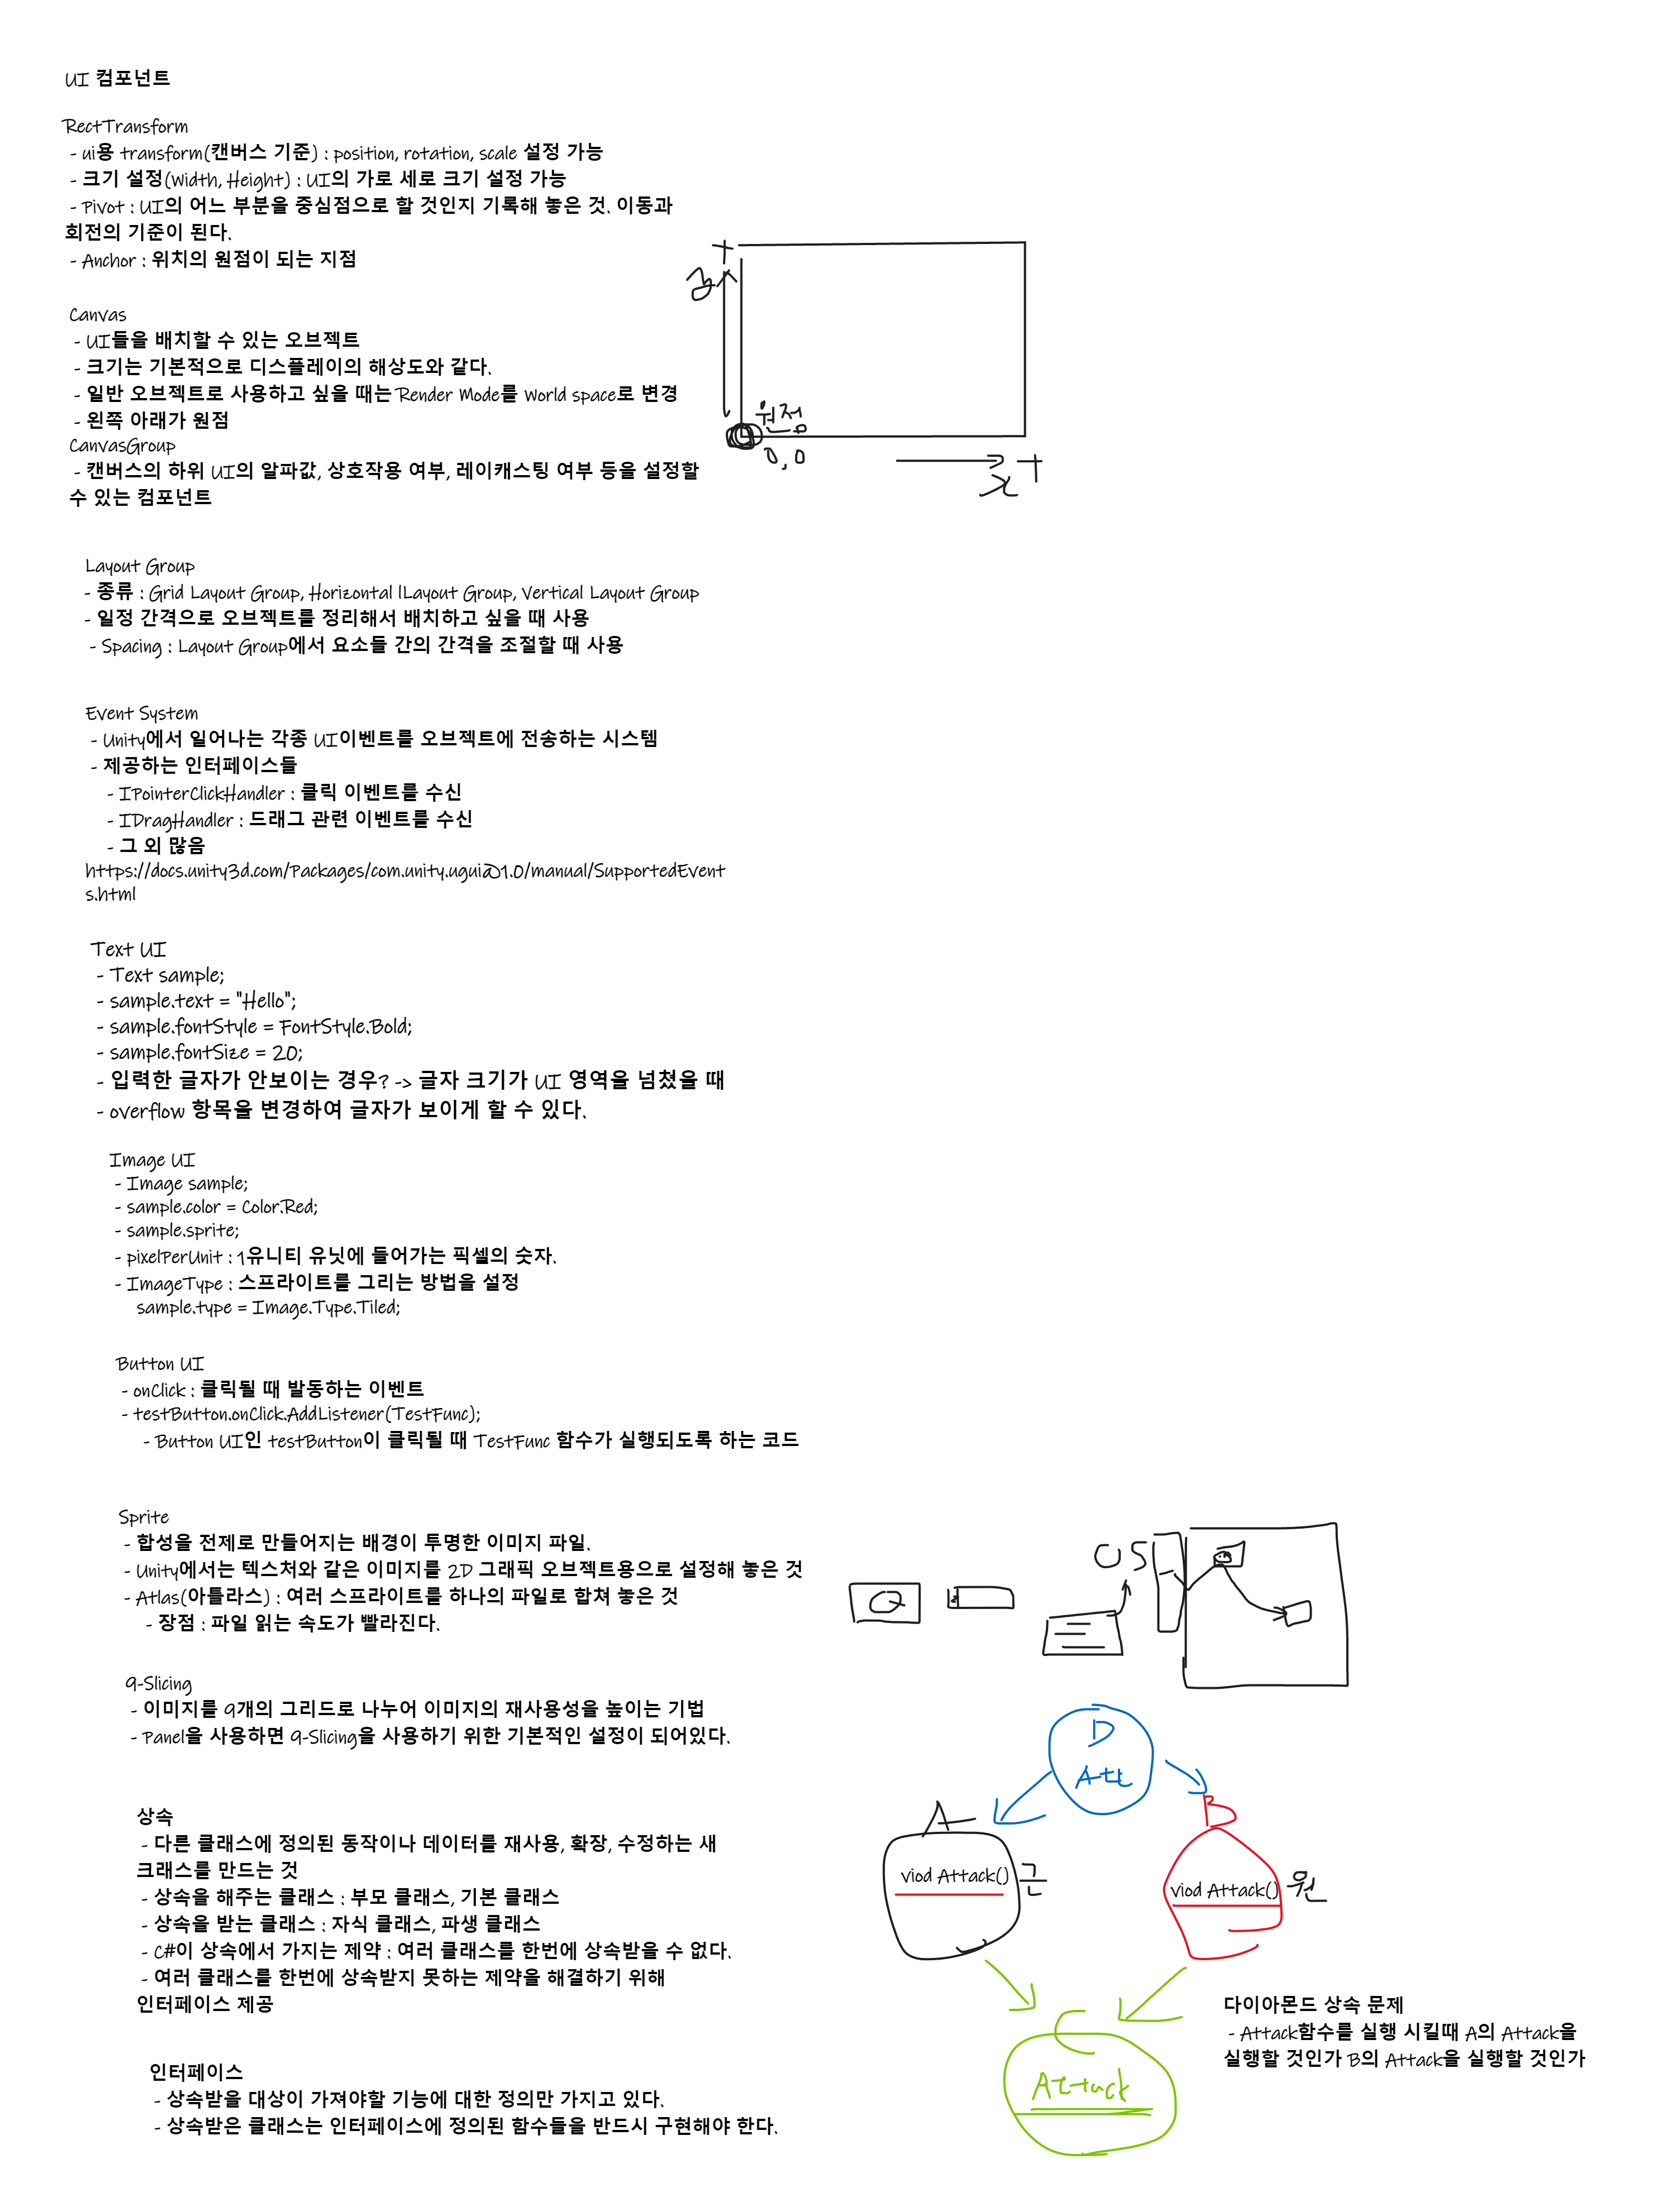 UI 컴포넌트
RectTransform
- ui용 transform(캔버스 기준) : position, rotation, scale 설정 가능
- 크기 설정(Width, Height) : UI의 가로 세로 크기 설정 가능
- Pivot : UI의 어느 부분을 중심점으로 할 것인지 기록해 놓은 것. 이동과
회전의 기준이 된다.
- Anchor : 위치의 원점이 되는 지점
Canvas
- UI들을 배치할 수 있는 오브젝트
- 크기는 기본적으로 디스플레이의 해상도와 같다.
- 일반 오브젝트로 사용하고 싶을 때는 Render Mode를 World space로 변경
- 왼쪽 아래가 원점
CanvasGroup
- 캔버스의 하위 UI의 알파값, 상호작용 여부, 레이캐스팅 여부 등을 설정할
수 있는 컴포넌트
+
y
원점
0,0
x+
Layout Group
- 종류 : Grid Layout Group, Horizontal lLayout Group, Vertical Layout Group
- 일정 간격으로 오브젝트를 정리해서 배치하고 싶을 때 사용
- Spacing : Layout Group에서 요소들 간의 간격을 조절할 때 사용
Event System
- Unity에서 일어나는 각종 UI이벤트를 오브젝트에 전송하는 시스템
- 제공하는 인터페이스들
- IPointerClickHandler : 클릭 이벤트를 수신
- IDragHandler : 드래그 관련 이벤트를 수신
- 그 외 많음
https://docs.unity3d.com/Packages/com.unity.ugui@1.0/manual/SupportedEvent
s.html
Text UI
- Text sample;
- sample.text = "Hello";
- sample.fontStyle = FontStyle.Bold;
- sample.fontSize = 20;
- 입력한 글자가 안보이는 경우? -> 글자 크기가 UI 영역을 넘쳤을 때
- overflow 항목을 변경하여 글자가 보이게 할 수 있다.
Image UI
- Image sample;
- sample.color = Color.Red;
- sample.sprite;
- pixelPerUnit : 1유니티 유닛에 들어가는 픽셀의 숫자.
- ImageType : 스프라이트를 그리는 방법을 설정
sample.type = Image.Type.Tiled;
Button UI
- onClick : 클릭될 때 발동하는 이벤트
- testButton.onClick.AddListener(TestFunc);
- Button UI인 testButton이 클릭될 때 TestFunc 함수가 실행되도록 하는 코드
Sprite
- 합성을 전제로 만들어지는 배경이 투명한 이미지 파일.
- Unity에서는 텍스처와 같은 이미지를 2D 그래픽 오브젝트용으로 설정해 놓은 것
- Atlas(아틀라스) : 여러 스프라이트를 하나의 파일로 합쳐 놓은 것
- 장점 : 파일 읽는 속도가 빨라진다.
OS
9-Slicing
- 이미지를 9개의 그리드로 나누어 이미지의 재사용성을 높이는 기법
- Panel을 사용하면 9-Slicing을 사용하기 위한 기본적인 설정이 되어있다.
상속
- 다른 클래스에 정의된 동작이나 데이터를 재사용, 확장, 수정하는 새
크래스를 만드는 것
- 상속을 해주는 클래스 : 부모 클래스, 기본 클래스
- 상속을 받는 클래스 : 자식 클래스, 파생 클래스
- C#이 상속에서 가지는 제약 : 여러 클래스를 한번에 상속받을 수 없다.
- 여러 클래스를 한번에 상속받지 못하는 제약을 해결하기 위해
인터페이스 제공
D
Att
A
viod Attack()
근
B
viod Attack()
원
C
Attack
다이아몬드 상속 문제
- Attack함수를 실행 시킬때 A의 Attack을
실행할 것인가 B의 Attack을 실행할 것인가
인터페이스
- 상속받을 대상이 가져야할 기능에 대한 정의만 가지고 있다.
- 상속받은 클래스는 인터페이스에 정의된 함수들을 반드시 구현해야 한다.